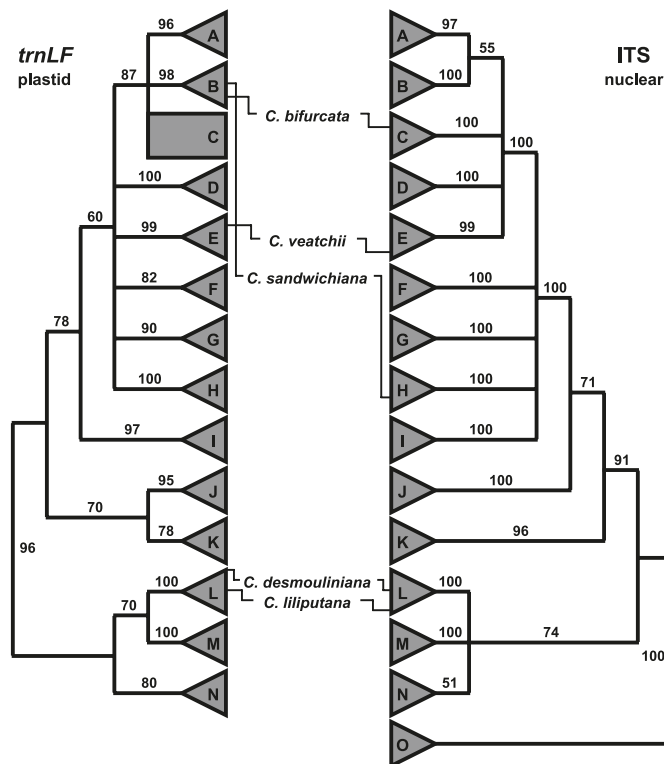 trnLF
plastid
ITS
nuclear
96 A
87 98 B
C
100 D
60 99 E
82 F
78 90 G
100 H
97 I
95 J
70 78 K
96
100 L
70 100 M
80 N
C. bifurcata
C. veatchii
C. sandwichiana
C. desmouliniana
C. liliputana
A 97
55
B 100
C 100
100
D 100
E 99
F 100
100
G 100
H 100
71
I 100
91
J 100
K 96
L 100
M 100 74
100
N 51
O